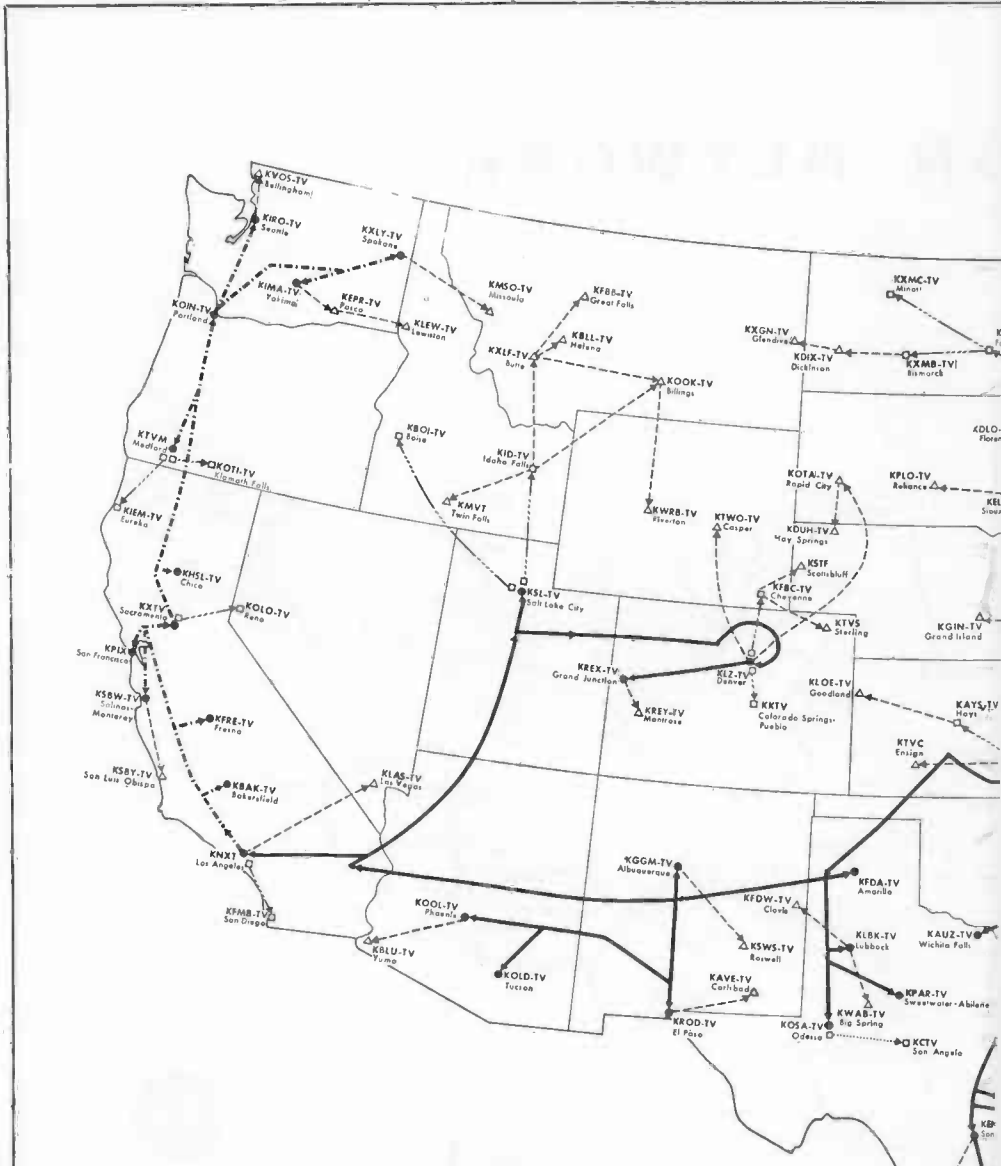 KVOS-TV
Bellingham
KIRO-TV
Seattle
KXLY-TV
Spokane
KIMA-TV
Yakima
KEPR-TV
Pasco
KLEW-TV
Lewiston
KOIN-TV
Portland
KMSO-TV
Missoula
KFBB-TV
Great Falls
KBLL-TV
Helena
KXLF-TV
Butte
KOOK-TV
Billings
KXMC-TV
Minot
KXGN-TV
Glendive
KDIX-TV
Dickinson
KXMB-TV
Bismarck
KTVM
Medford
KOTI-TV
Klamath Falls
KIEM-TV
Eureka
KBOI-TV
Boise
KID-TV
Idaho Falls
KMVT
Twin Falls
KWRB-TV
Riverton
KTWO-TV
Casper
KOTA-TV
Rapid City
KDUH-TV
Hay Springs
KPLO-TV
Reliance
KDLO-
KSTF
Scottsbluff
KFBC-TV
Cheyenne
KTVS
Sterling
KHSL-TV
Chico
KXTV
Sacramento
KOLO-TV
Reno
KSL-TV
Salt Lake City
KGIN-TV
Grand Island
KPIX
San Francisco
KSBW-TV
Salinas-
Monterey
KREX-TV
Grand Junction
KLZ-TV
Denver
KREY-TV
Montrose
KKTV
Colorado Springs-
Pueblo
KLOE-TV
Goodland
KAYS-TV
Hays
KTVC
Ensign
KFRE-TV
Fresno
KSBY-TV
San Luis Obispo
KBAK-TV
Bakersfield
KLAS-TV
Las Vegas
KNXT
Los Angeles
KFMB-TV
San Diego
KOOL-TV
Phoenix
KBLU-TV
Yuma
KOLD-TV
Tucson
KGGM-TV
Albuquerque
KFDA-TV
Amarillo
KFDW-TV
Clovis
KLBK-TV
Lubbock
KAUZ-TV
Wichita Falls
KSWS-TV
Roswell
KAVE-TV
Carlsbad
KPAR-TV
Sweetwater-Abilene
KWAB-TV
Big Spring
KROD-TV
El Paso
KOSA-TV
Odessa
KCTV
San Angelo